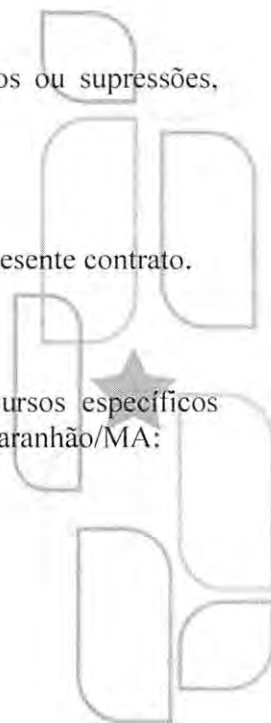 os ou supressões,
esente contrato.
ursos específicos
aranhão/MA: